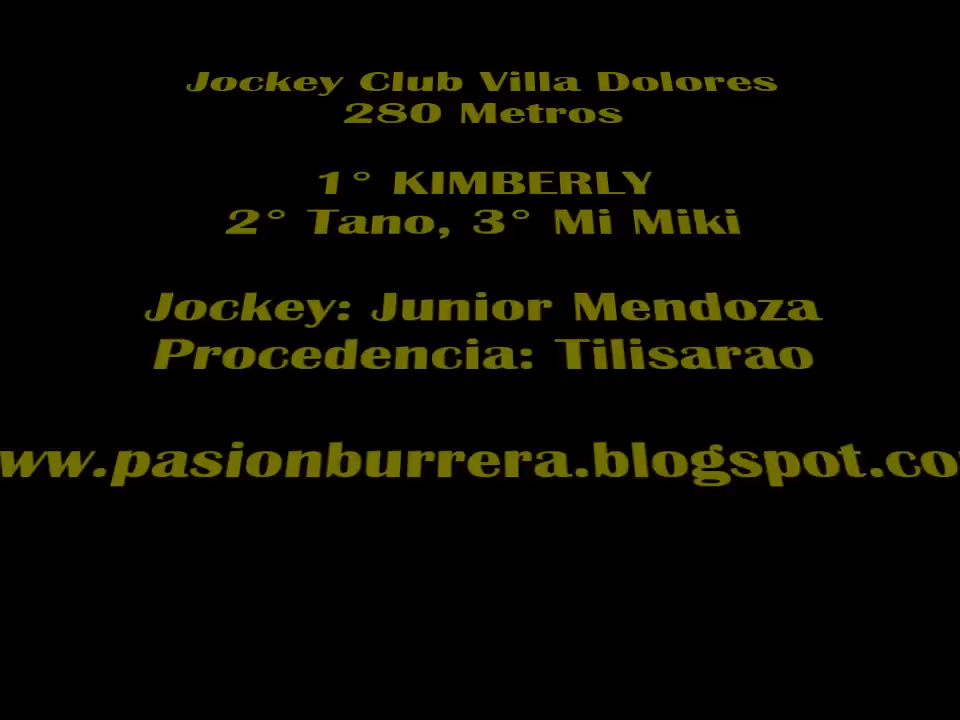 Jockey Club Villa Dolores
280 Metros
1° KIMBERLY
2° Tano, 3° Mi Miki
Jockey: Junior Mendoza
Procedencia: Tilisarao
ww.pasionburrera.blogspot.co